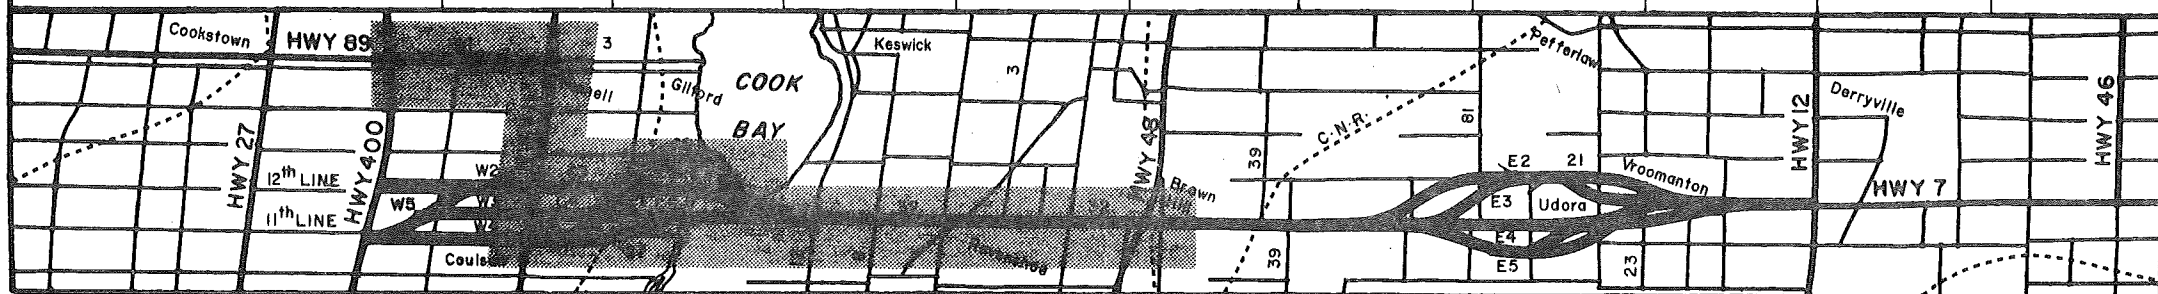 Cookstown
HWY 89
3
ell
Gilford
COOK
BAY
Keswick
3
HWY 48
C.N.R.
Pefferlaw
81
HWY 12
Derryville
HWY 46
HWY 27
HWY 400
12th LINE
11th LINE
W2
W5
W4
39
Brown
E2
21
Vroomanton
HWY 7
E3
Udora
E4
E5
Ravenshoe
39
23